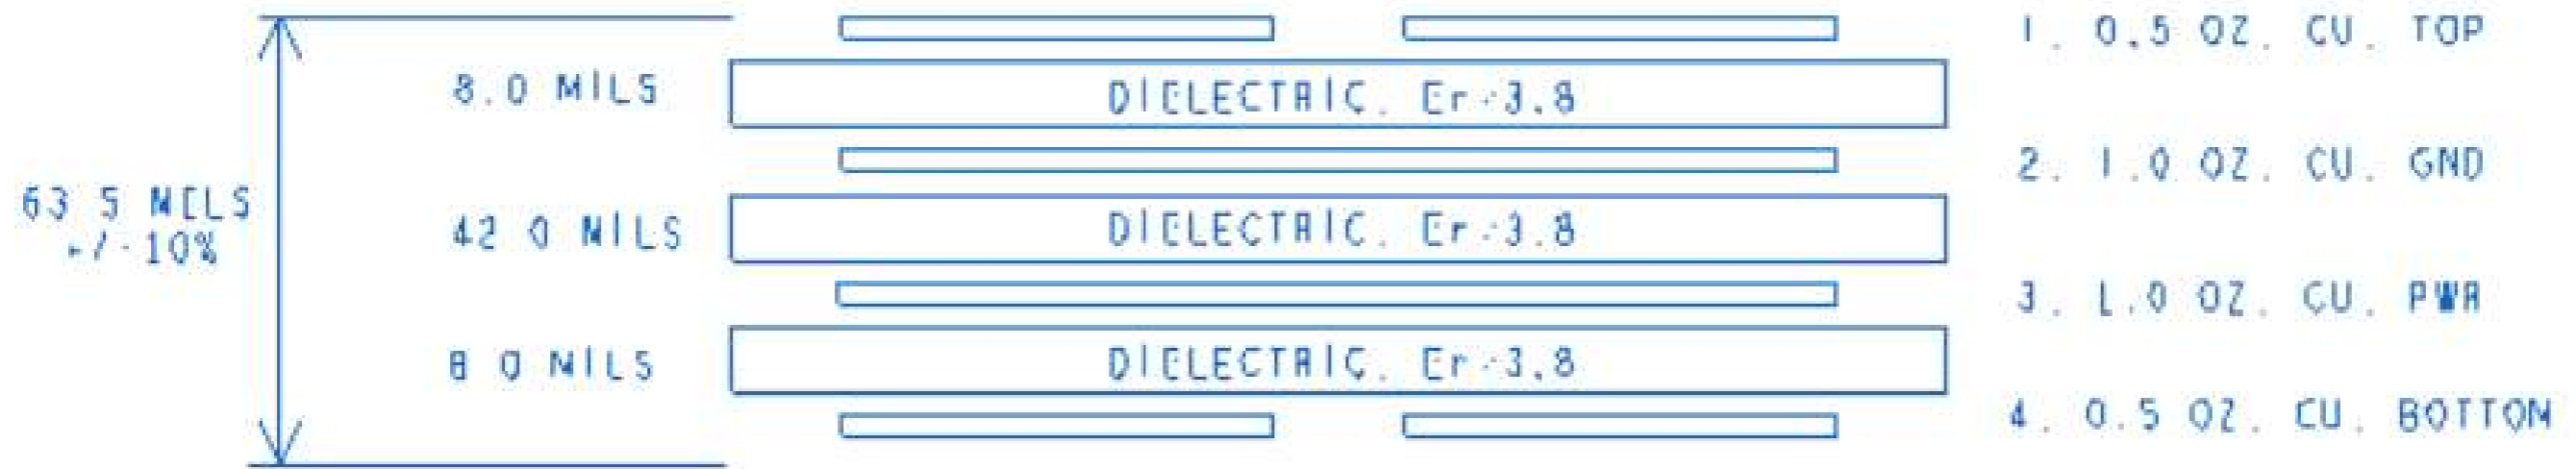 1. 0.5 OZ. CU. TOP
8.0 MILS
DIELECTRIC. Er=3.8
2. 1.0 OZ. CU. GND
63.5 MILS
+/-10%
42.0 MILS
DIELECTRIC. Er=3.8
3. 1.0 OZ. CU. PWR
8.0 MILS
DIELECTRIC. Er=3.8
4. 0.5 OZ. CU. BOTTOM